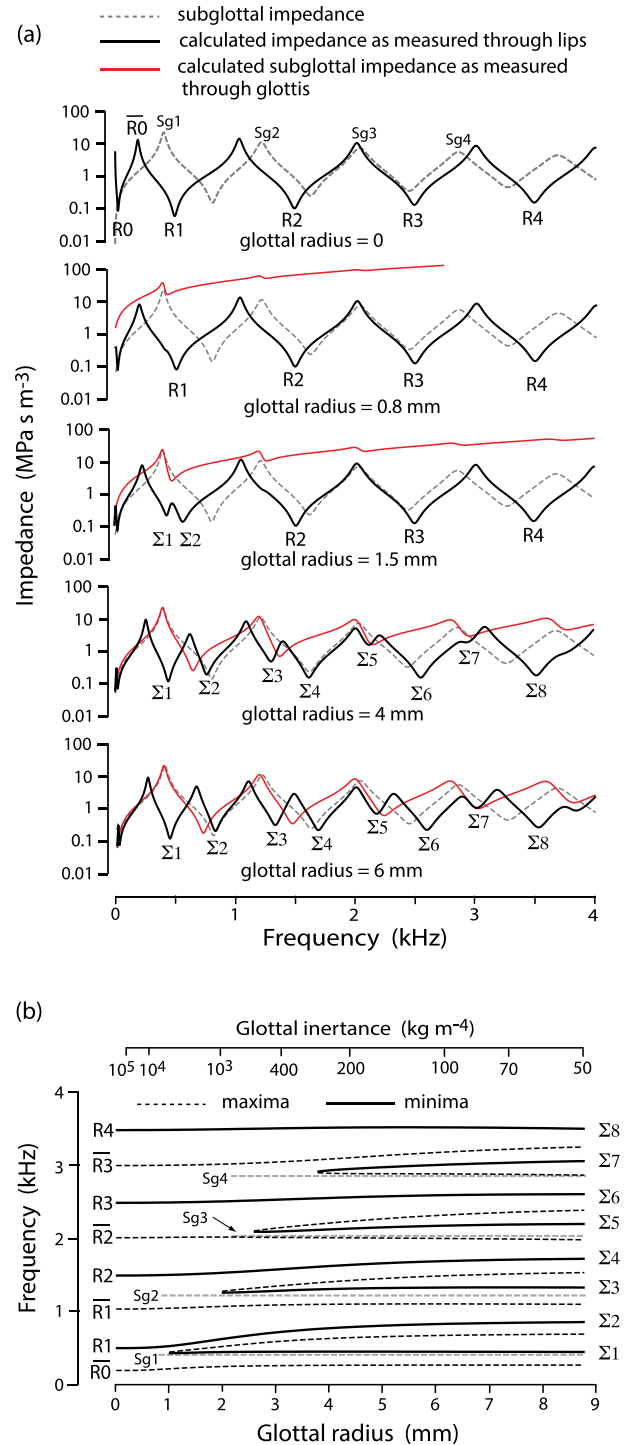 (a)
subglottal impedance
calculated impedance as measured through lips
calculated subglottal impedance as measured
through glottis
Impedance (MPa s m-3)
100
10
1
0.1
0.01
R0 Sg1 Sg2 Sg3 Sg4
R0 R1 R2 R3 R4
glottal radius = 0
100
10
1
0.1
0.01
R1 R2 R3 R4
glottal radius = 0.8 mm
100
10
1
0.1
0.01
Σ1 Σ2 R2 R3 R4
glottal radius = 1.5 mm
100
10
1
0.1
0.01
Σ1 Σ2 Σ3 Σ4 Σ5 Σ6 Σ7 Σ8
glottal radius = 4 mm
100
10
1
0.1
0.01
Σ1 Σ2 Σ3 Σ4 Σ5 Σ6 Σ7 Σ8
glottal radius = 6 mm
0 1 2 3 4
Frequency (kHz)
(b)
Glottal inertance (kg m-4)
105 104 103 400 200 100 70 50
maxima minima
Frequency (kHz)
4
3
2
1
0
R4 Σ8
R3 Σ7
Sg4
R3 Σ6
Sg3
R2 Σ5
R2 Σ4
Sg2 Σ3
R1
R1 Σ2
Sg1 Σ1
R0
0 1 2 3 4 5 6 7 8 9
Glottal radius (mm)